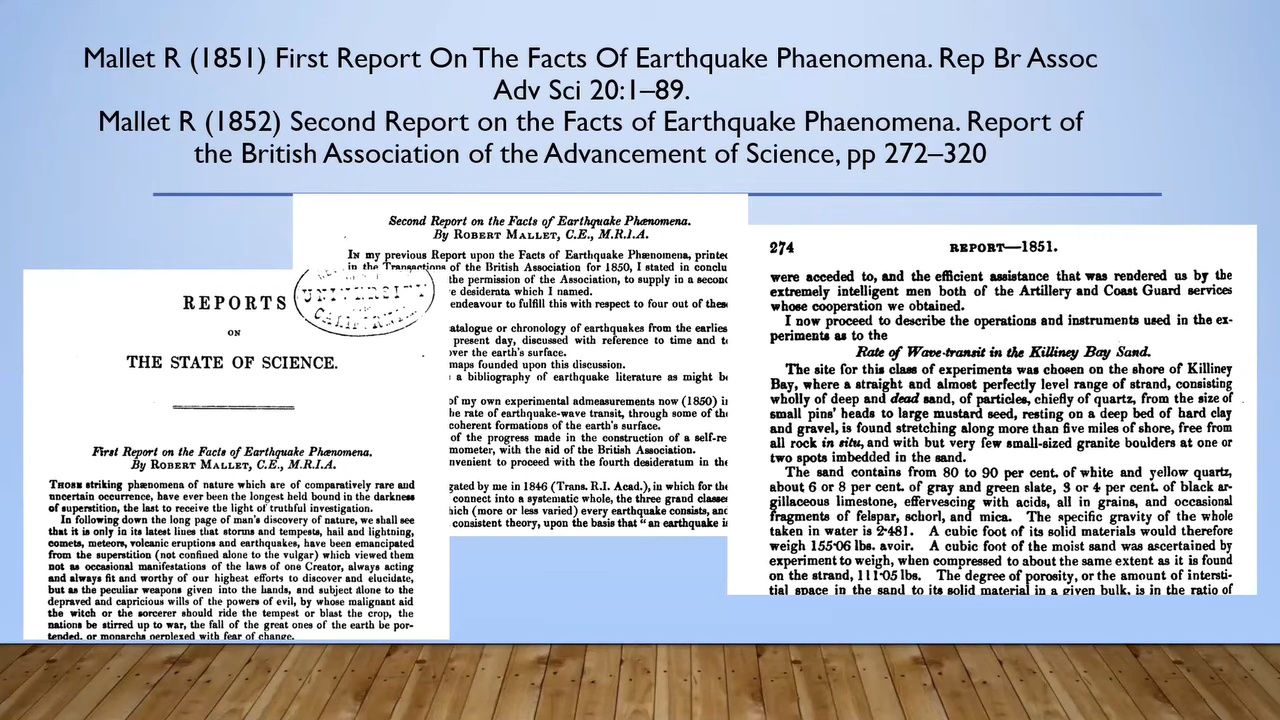 Mallet R (1851) First Report On The Facts Of Earthquake Phaenomena. Rep Br Assoc
Adv Sci 20:1–89.
Mallet R (1852) Second Report on the Facts of Earthquake Phaenomena. Report of
the British Association of the Advancement of Science, pp 272–320
REPORTS
ON
THE STATE OF SCIENCE.
First Report on the Facts of Earthquake Phænomena.
By ROBERT MALLET, C.E., M.R.I.A.
THOSE striking phænomena of nature which are of comparatively rare and
uncertain occurrence, have ever been the longest held bound in the darkness
of superstition, the last to receive the light of truthful investigation.
In following down the long page of man's discovery of nature, we shall see
that it is only in its latest lines that storms and tempests, hail and lightning,
comets, meteors, volcanic eruptions and earthquakes, have been emancipated
from the superstition (not confined alone to the vulgar) which viewed them
not as occasional manifestations of the laws of one Creator, always acting
and always fit and worthy of our highest efforts to discover and elucidate,
but as the peculiar weapons given into the hands, and subject alone to the
depraved and capricious wills of the powers of evil, by whose malignant aid
the witch or the sorcerer should ride the tempest or blast the crop, the
nations be stirred up to war, the fall of the great ones of the earth be por-
tended, or monarchs perplexed with fear of change.
UNIVERSITY
CALIFORNIA
Second Report on the Facts of Earthquake Phænomena.
By ROBERT MALLET, C.E., M.R.I.A.
IN my previous Report upon the Facts of Earthquake Phænomena, printe
in the Transactions of the British Association for 1850, I stated in conclu
the permission of the Association, to supply in a secon
e desiderata which I named.
endeavour to fulfill this with respect to four out of thes
atalogue or chronology of earthquakes from the earlies
present day, discussed with reference to time and t
over the earth's surface.
maps founded upon this discussion.
a bibliography of earthquake literature as might b
of my own experimental admeasurements now (1850) i
he rate of earthquake-wave transit, through some of th
coherent formations of the earth's surface.
of the progress made in the construction of a self-re
mometer, with the aid of the British Association.
nvenient to proceed with the fourth desideratum in the
gated by me in 1846 (Trans. R.I. Acad.), in which for the
connect into a systematic whole, the three grand classe
hich (more or less varied) every earthquake consists, an
consistent theory, upon the basis that "an earthquake i
274 REPORT—1851.
were acceded to, and the efficient assistance that was rendered us by the
extremely intelligent men both of the Artillery and Coast Guard services
whose cooperation we obtained.
I now proceed to describe the operations and instruments used in the ex-
periments as to the
Rate of Wave-transit in the Killiney Bay Sand.
The site for this class of experiments was chosen on the shore of Killiney
Bay, where a straight and almost perfectly level range of strand, consisting
wholly of deep and dead sand, of particles, chiefly of quartz, from the size of
small pins' heads to large mustard seed, resting on a deep bed of hard clay
and gravel, is found stretching along more than five miles of shore, free from
all rock in situ, and with but very few small-sized granite boulders at one or
two spots imbedded in the sand.
The sand contains from 80 to 90 per cent. of white and yellow quartz,
about 6 or 8 per cent. of gray and green slate, 3 or 4 per cent. of black ar-
gillaceous limestone, effervescing with acids, all in grains, and occasional
fragments of felspar, schorl, and mica. The specific gravity of the whole
taken in water is 2·481. A cubic foot of its solid materials would therefore
weigh 155·06 lbs. avoir. A cubic foot of the moist sand was ascertained by
experiment to weigh, when compressed to about the same extent as it is found
on the strand, 111·05 lbs. The degree of porosity, or the amount of intersti-
tial space in the sand to its solid material in a given bulk, is in the ratio of